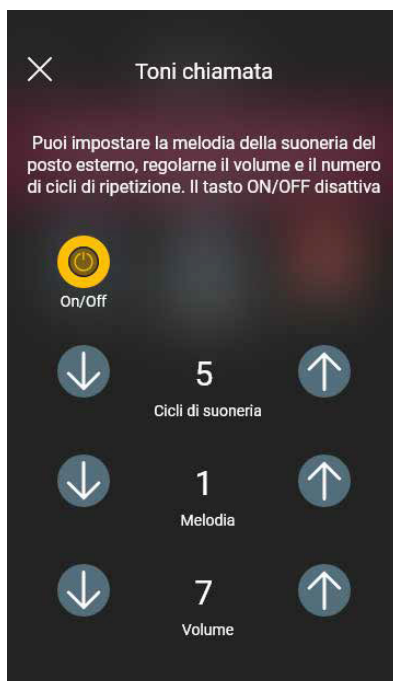 Toni chiamata
Puoi impostare la melodia della suoneria del
posto esterno, regolarne il volume e il numero
di cicli di ripetizione. Il tasto ON/OFF disattiva
On/Off
5
Cicli di suoneria
1
Melodia
7
Volume